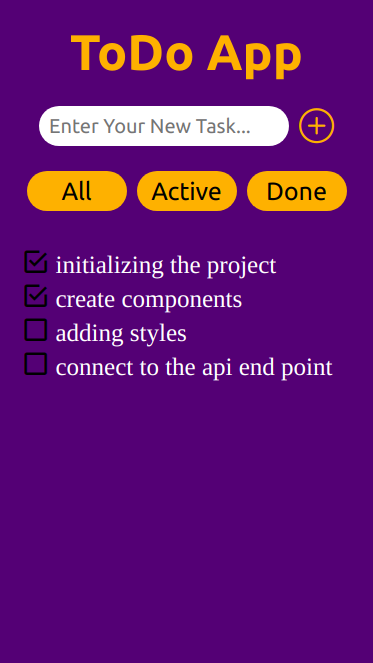 ToDo App
Enter Your New Task...
All Active Done
initializing the project
create components
adding styles
connect to the api end point